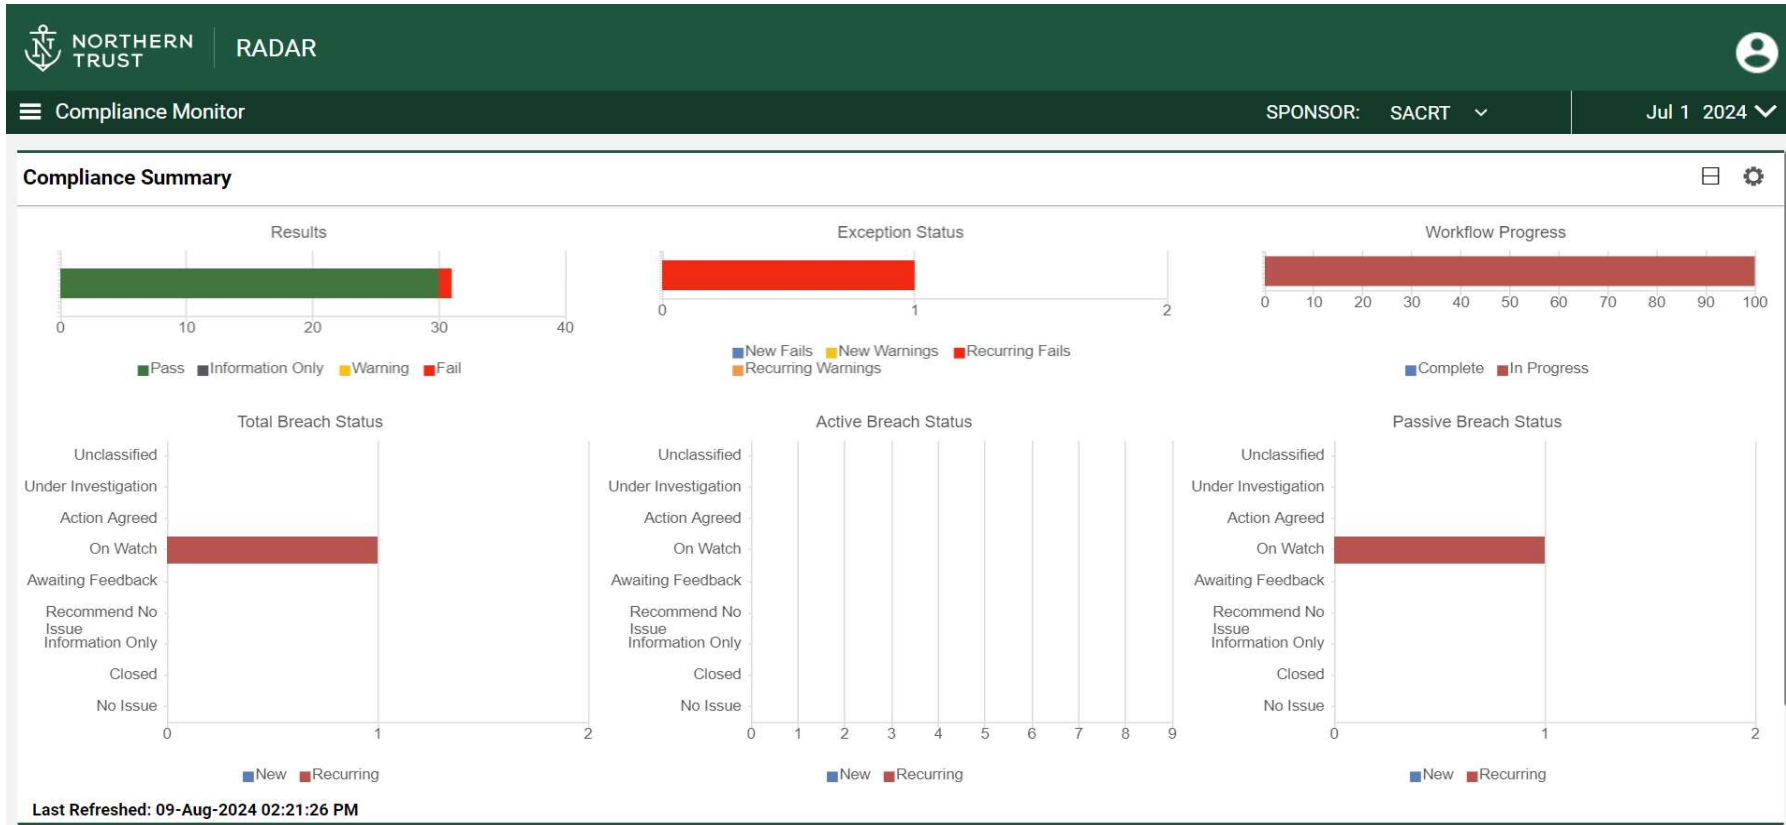 NORTHERN
TRUST
RADAR
Compliance Monitor
SPONSOR: SACRT
Jul 1 2024
Compliance Summary
Results
0 10 20 30 40
Pass Information Only Warning Fail
Exception Status
0 1 2
New Fails New Warnings Recurring Fails
Recurring Warnings
Workflow Progress
0 10 20 30 40 50 60 70 80 90 100
Complete In Progress
Total Breach Status
Unclassified
Under Investigation
Action Agreed
On Watch
Awaiting Feedback
Recommend No
Issue
Information Only
Closed
No Issue
0 1 2
New Recurring
Active Breach Status
Unclassified
Under Investigation
Action Agreed
On Watch
Awaiting Feedback
Recommend No
Issue
Information Only
Closed
No Issue
0 1 2 3 4 5 6 7 8 9
New Recurring
Passive Breach Status
Unclassified
Under Investigation
Action Agreed
On Watch
Awaiting Feedback
Recommend No
Issue
Information Only
Closed
No Issue
0 1 2
New Recurring
Last Refreshed: 09-Aug-2024 02:21:26 PM